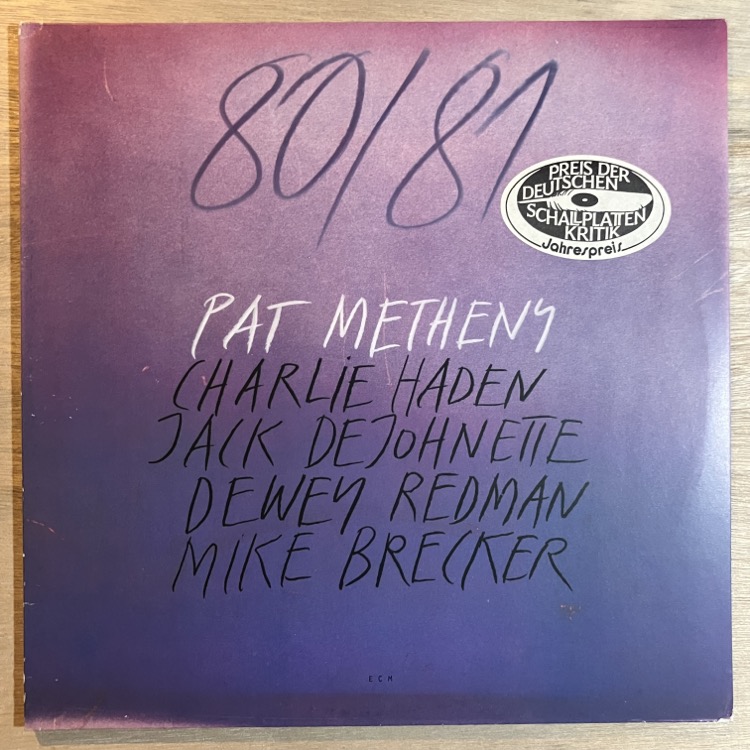 80/81
PREIS DER
DEUTSCHEN
SCHALLPLATTEN
KRITIK
Jahrespreis
PAT METHENY
CHARLIE HADEN
JACK DEJOHNETTE
DEWEY REDMAN
MIKE BRECKER
ECM